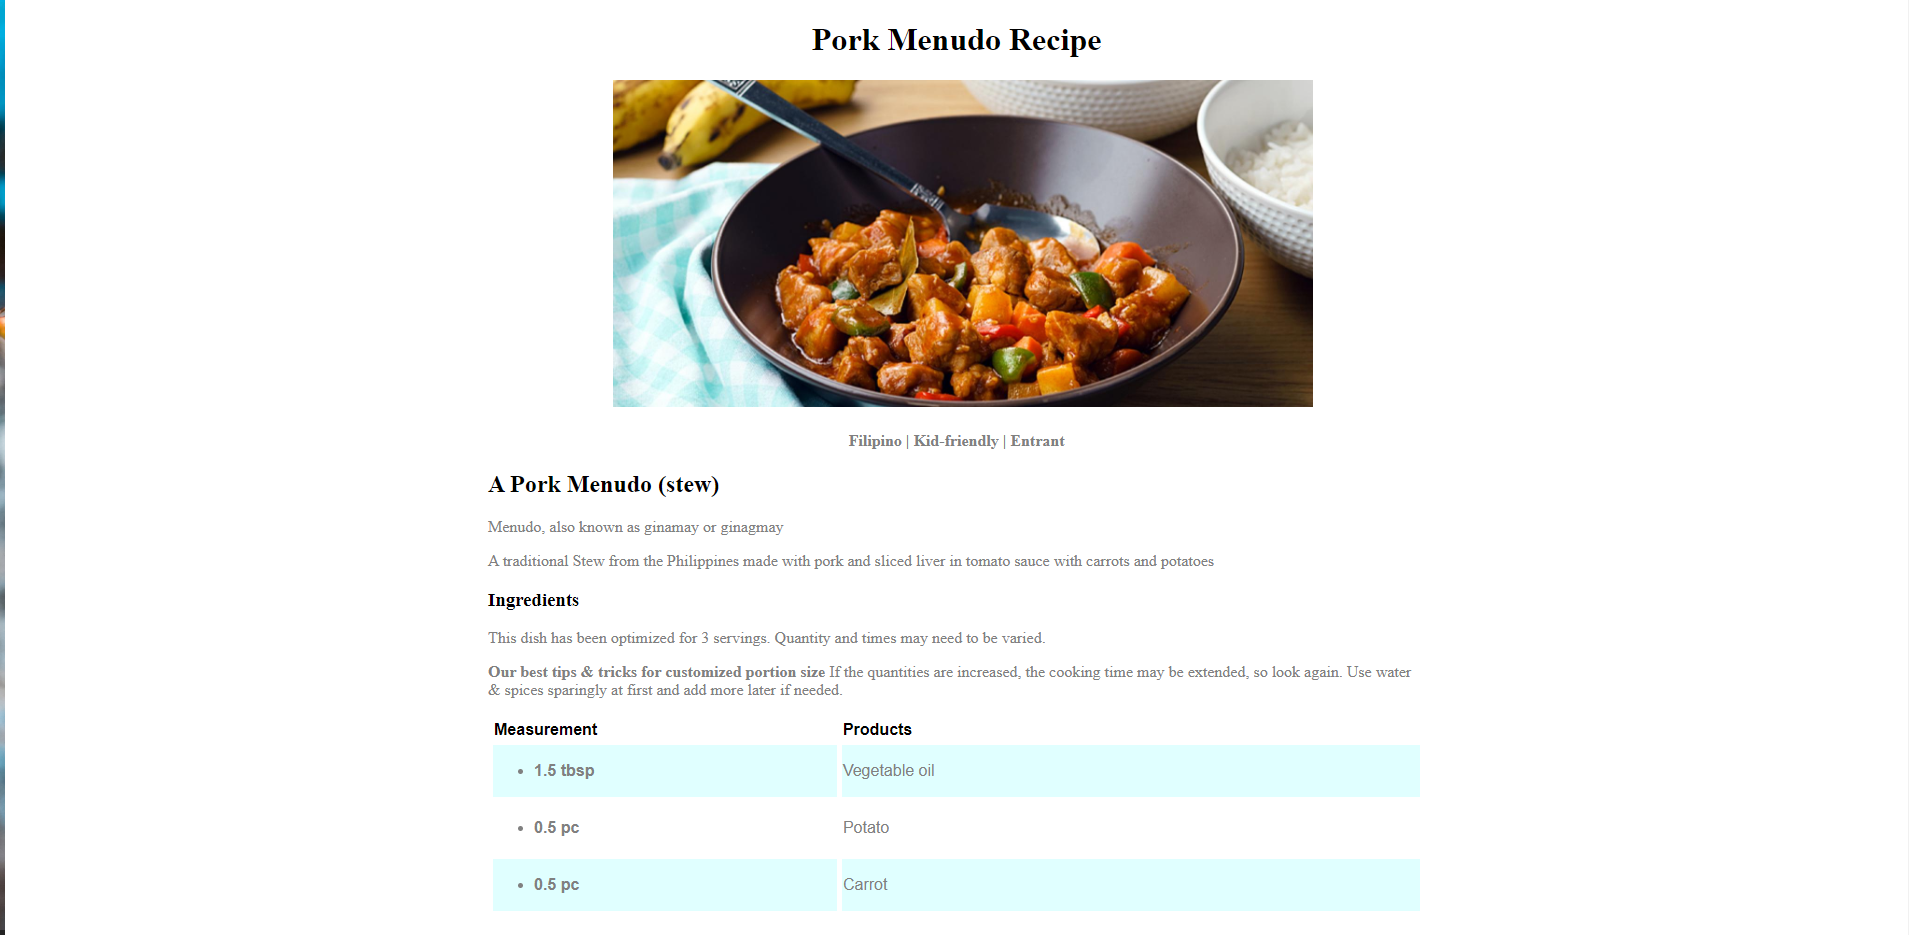 Pork Menudo Recipe
Filipino | Kid-friendly | Entrant
A Pork Menudo (stew)
Menudo, also known as ginamay or ginagmay
A traditional Stew from the Philippines made with pork and sliced liver in tomato sauce with carrots and potatoes
Ingredients
This dish has been optimized for 3 servings. Quantity and times may need to be varied.
Our best tips & tricks for customized portion size If the quantities are increased, the cooking time may be extended, so look again. Use water
& spices sparingly at first and add more later if needed.
Measurement Products
• 1.5 tbsp Vegetable oil
• 0.5 pc Potato
• 0.5 pc Carrot